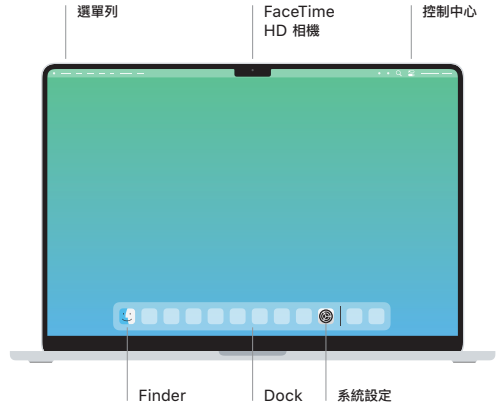 選單列
FaceTime
HD 相機
控制中心
Finder
Dock
系統設定